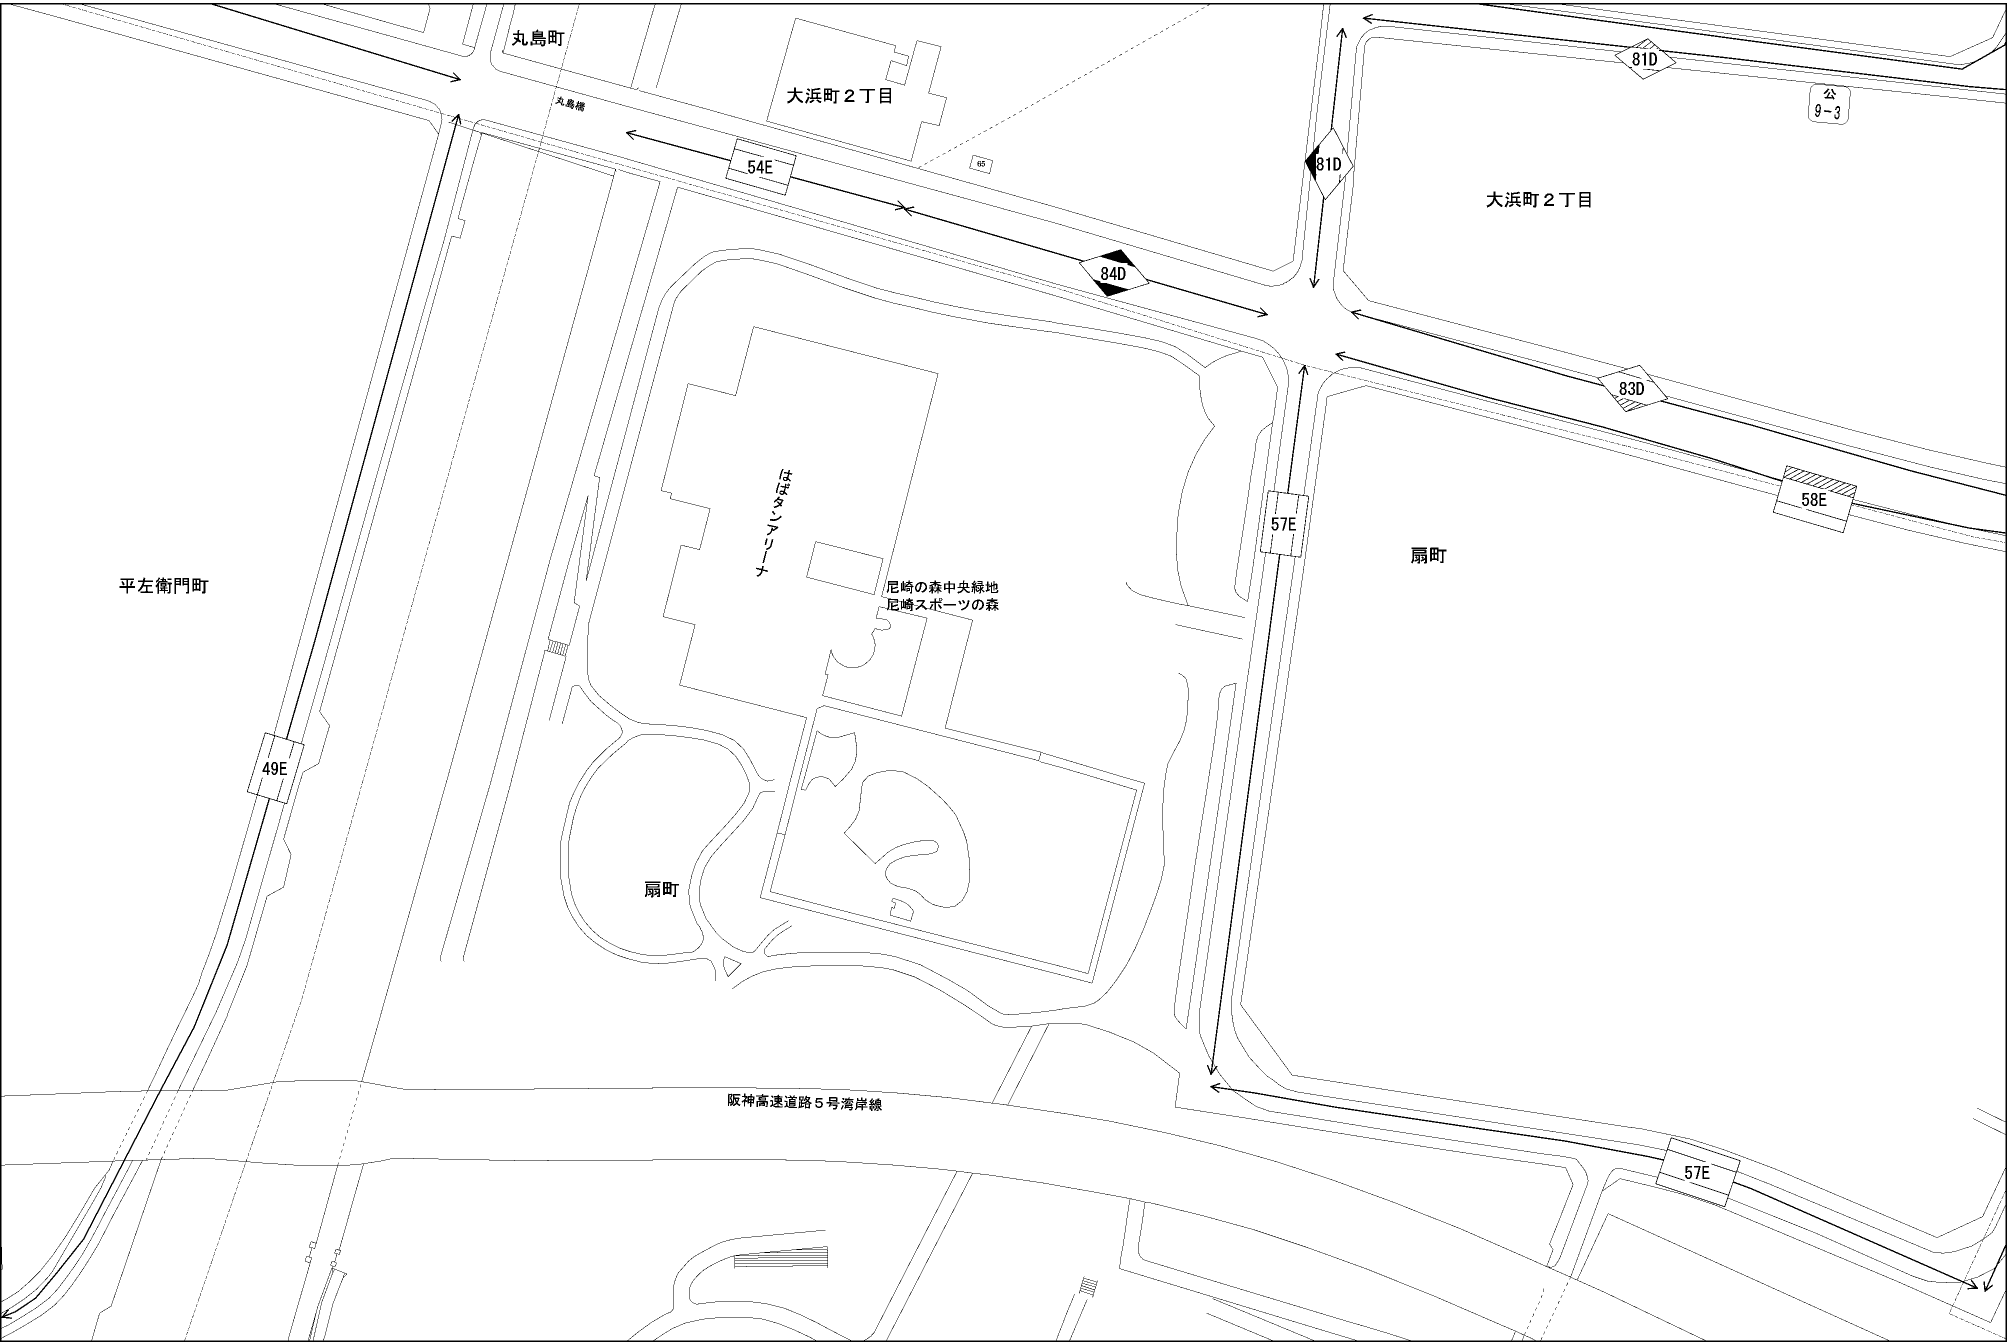 丸島町
81D
大浜町２丁目
公
9-3
丸島橋
54E
65
81D
大浜町２丁目
84D
83D
58E
はばタンアリーナ
57E
扇町
平左衛門町
尼崎の森中央緑地
尼崎スポーツの森
49E
扇町
阪神高速道路５号湾岸線
57E